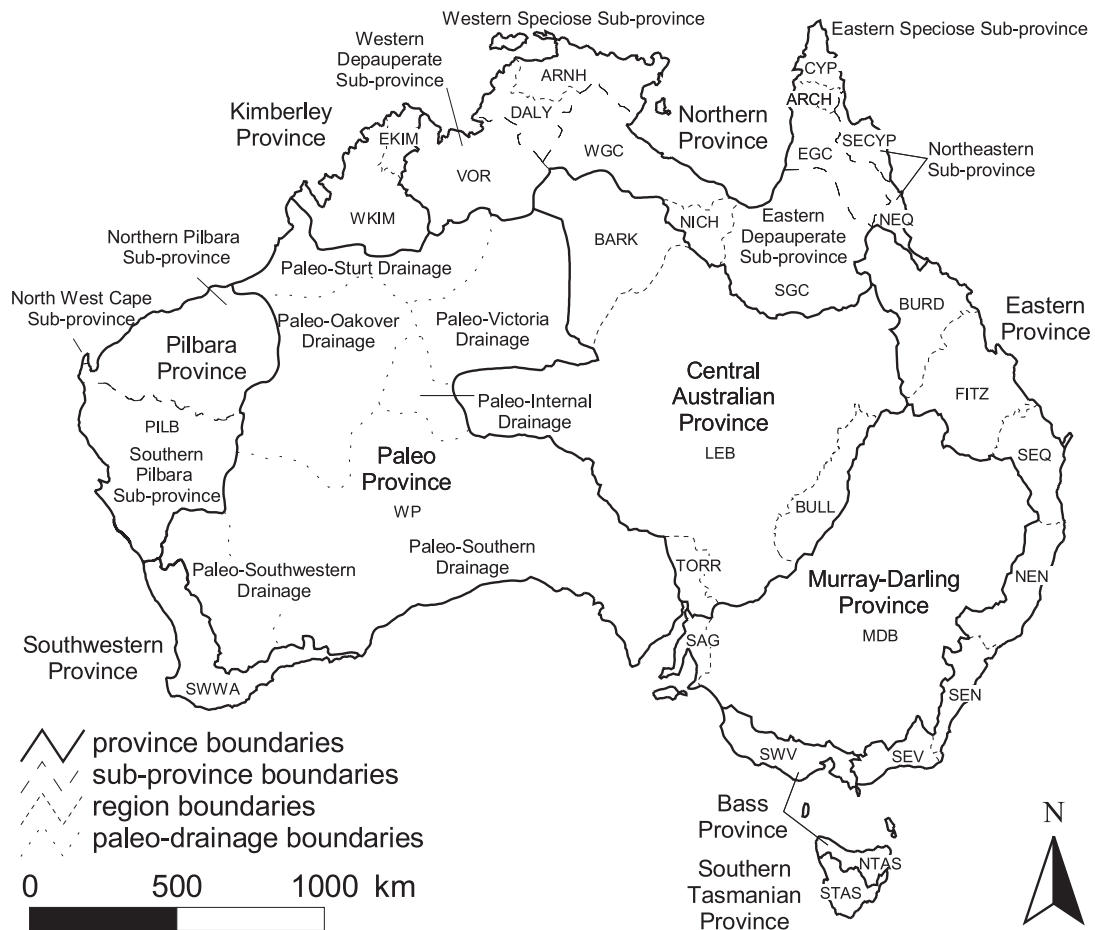 Western Speciose Sub-province
Eastern Speciose Sub-province
Western
Depauperate
Sub-province
CYP
ARNH
ARCH
Kimberley
Province
DALY
Northern
Province
EKIM
SECYP
Northeastern
Sub-province
EGC
WGC
VOR
WKIM
NICH
NEQ
Eastern
Depauperate
Sub-province
BARK
Northern Pilbara
Sub-province
Paleo-Sturt Drainage
SGC
North West Cape
Sub-province
BURD
Eastern
Province
Paleo-Oakover
Drainage
Paleo-Victoria
Drainage
Pilbara
Province
Central
Australian
Province
FITZ
Paleo-Internal
Drainage
PILB
LEB
SEQ
Southern
Pilbara
Sub-province
Paleo
Province
WP
BULL
Paleo-Southern
Drainage
Paleo-Southwestern
Drainage
TORR
NEN
Murray-Darling
Province
MDB
Southwestern
Province
SAG
SWWA
SEN
SWV
SEV
province boundaries
sub-province boundaries
region boundaries
paleo-drainage boundaries
Bass
Province
N
NTAS
STAS
Southern
Tasmanian
Province
0 500 1000 km